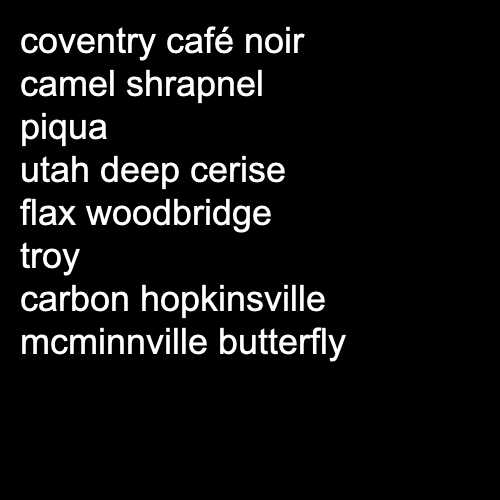 coventry café noir
camel shrapnel
piqua
utah deep cerise
flax woodbridge
troy
carbon hopkinsville
mcminnville butterfly